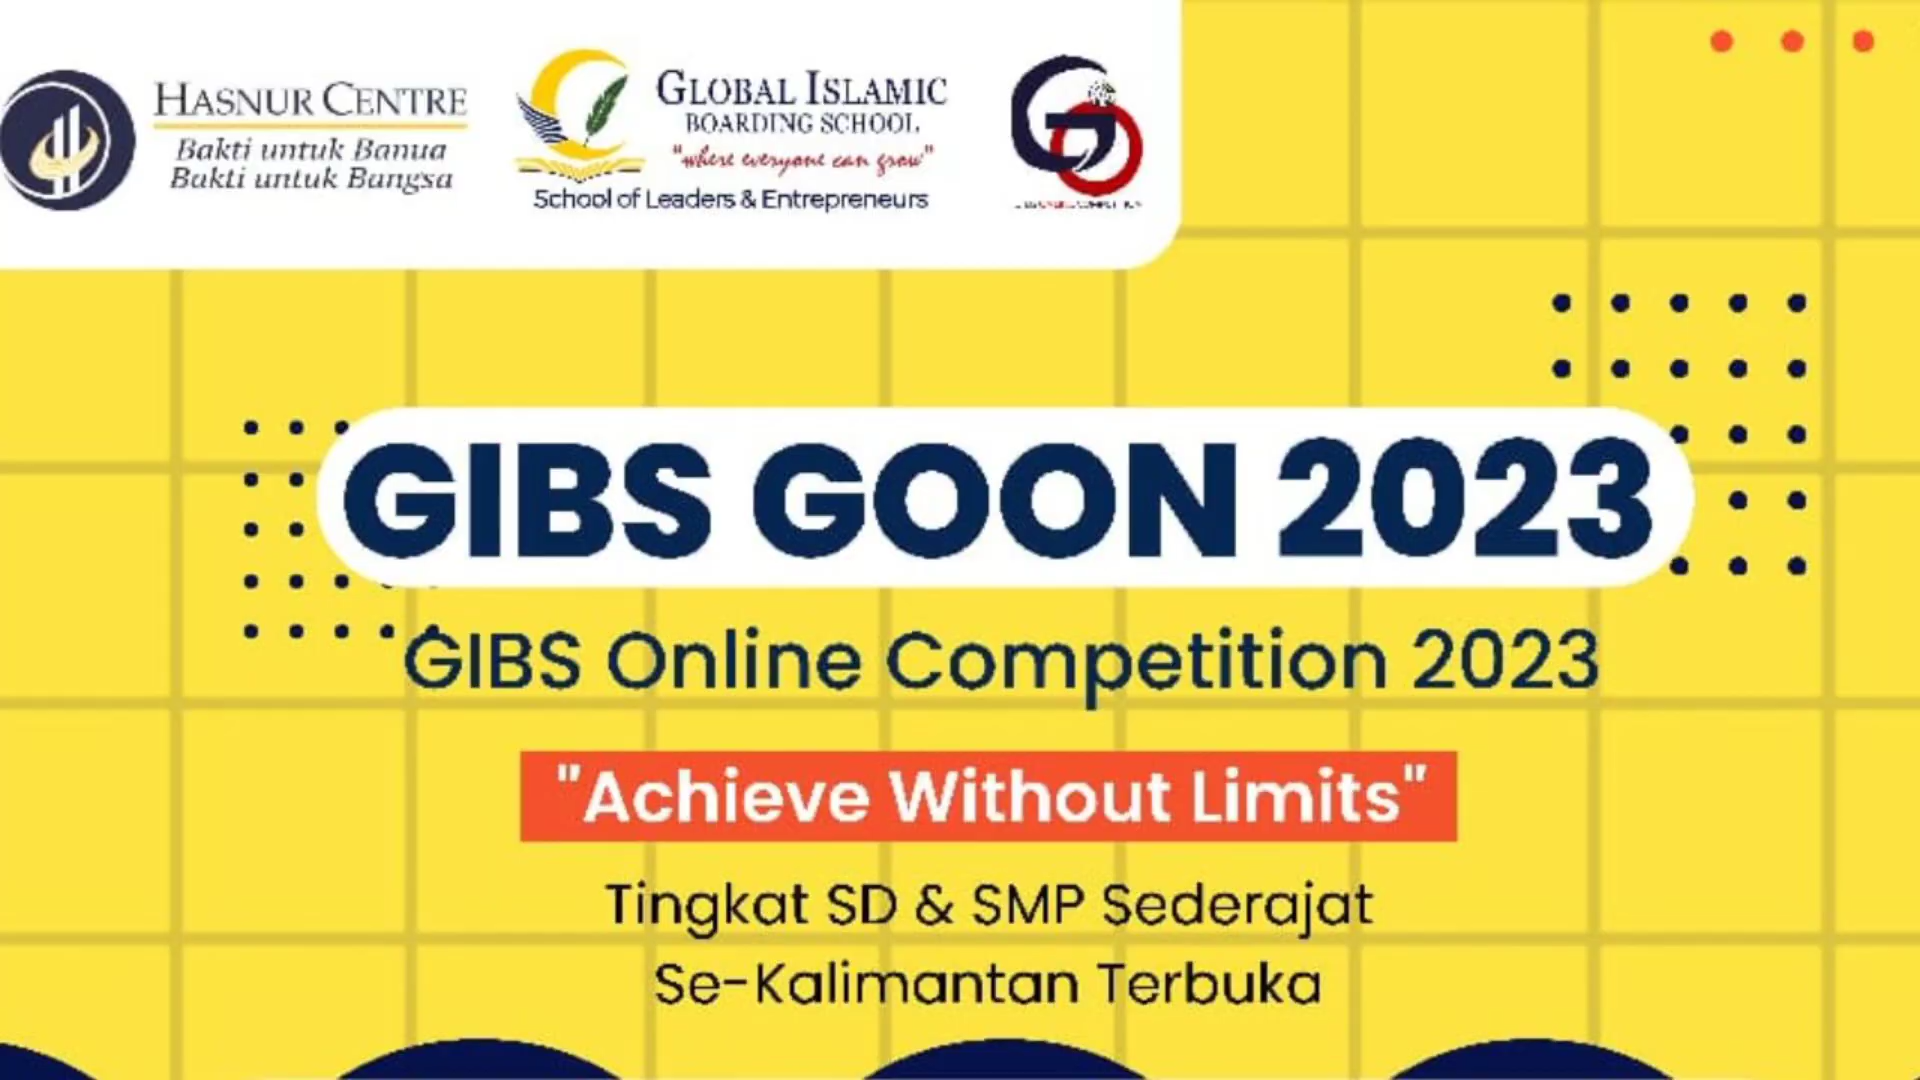 HASNUR CENTRE
Bakti untuk Banua
Bakti untuk Bangsa
GLOBAL ISLAMIC
BOARDING SCHOOL
"where everyone can grow"
School of Leaders & Entrepreneurs
GIBS GOON 2023
GIBS Online Competition 2023
"Achieve Without Limits"
Tingkat SD & SMP Sederajat
Se-Kalimantan Terbuka